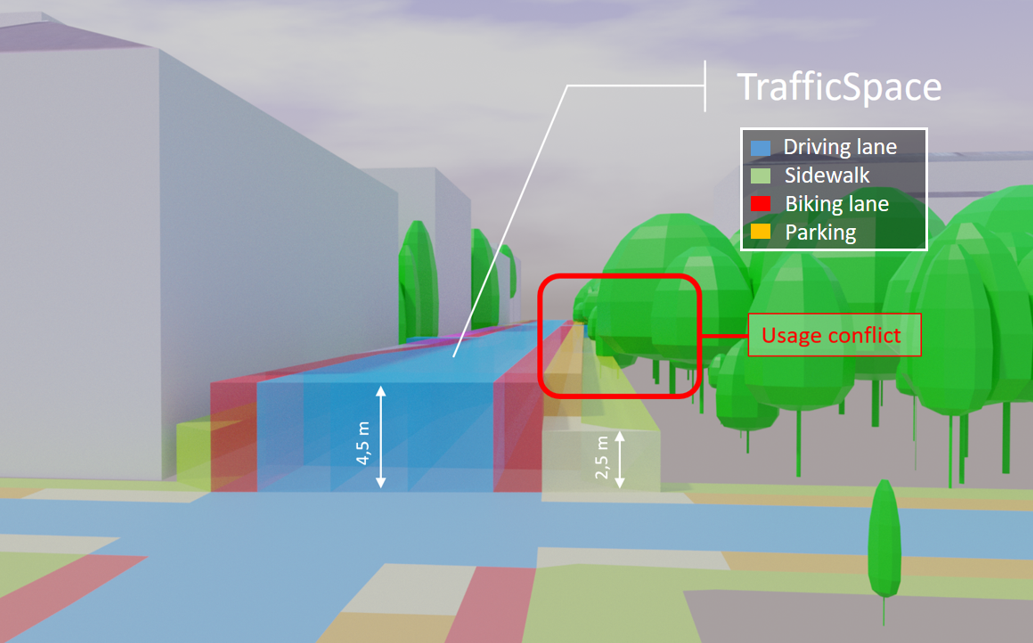 TrafficSpace
Driving lane
Sidewalk
Biking lane
Parking
Usage conflict
4,5 m
2,5 m